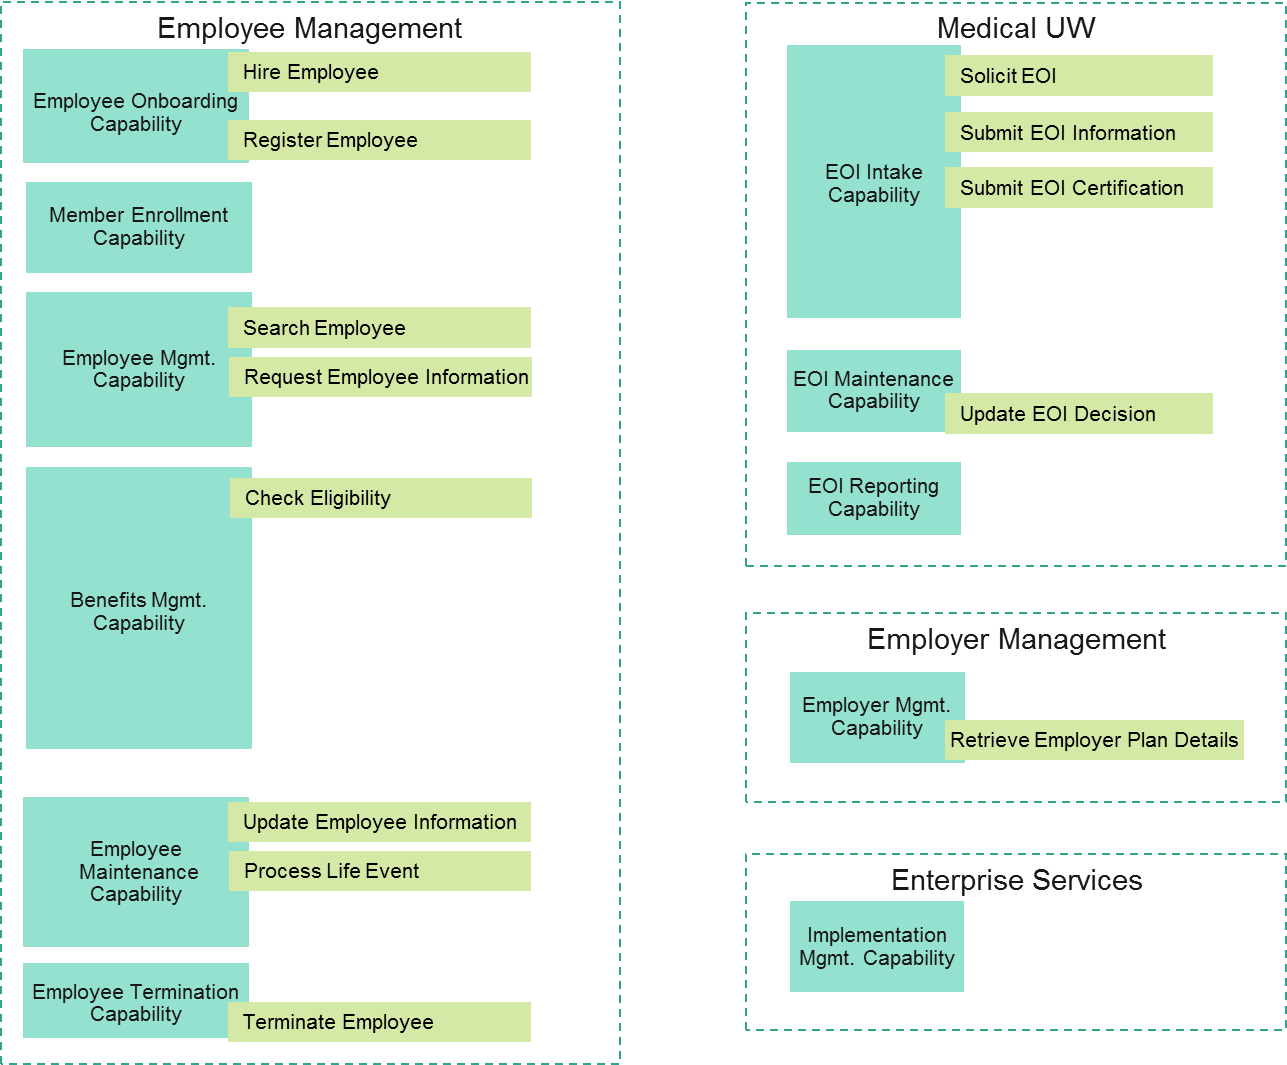 Employee Management
Hire Employee
Employee Onboarding
Capability
Register Employee
Member Enrollment
Capability
Search Employee
Employee Mgmt.
Capability
Request Employee Information
Check Eligibility
Benefits Mgmt.
Capability
Update Employee Information
Employee
Maintenance
Capability
Process Life Event
Employee Termination
Capability
Terminate Employee
Medical UW
Solicit EOI
Submit EOI Information
EOI Intake
Capability
Submit EOI Certification
EOI Maintenance
Capability
Update EOI Decision
EOI Reporting
Capability
Employer Management
Employer Mgmt.
Capability
Retrieve Employer Plan Details
Enterprise Services
Implementation
Mgmt. Capability